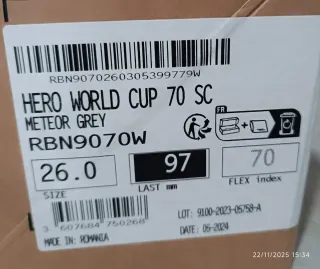 RBN9070260305399779W
HERO WORLD CUP 70 SC
METEOR GREY
RBN9070W
FR
26.0
97
70
SIZE
LAST mm
FLEX index
3 607684 750268
LOT: 9100-2023-05758-A
DATE: 05-2024
MADE IN: ROMANIA
22/11/2025 15:34